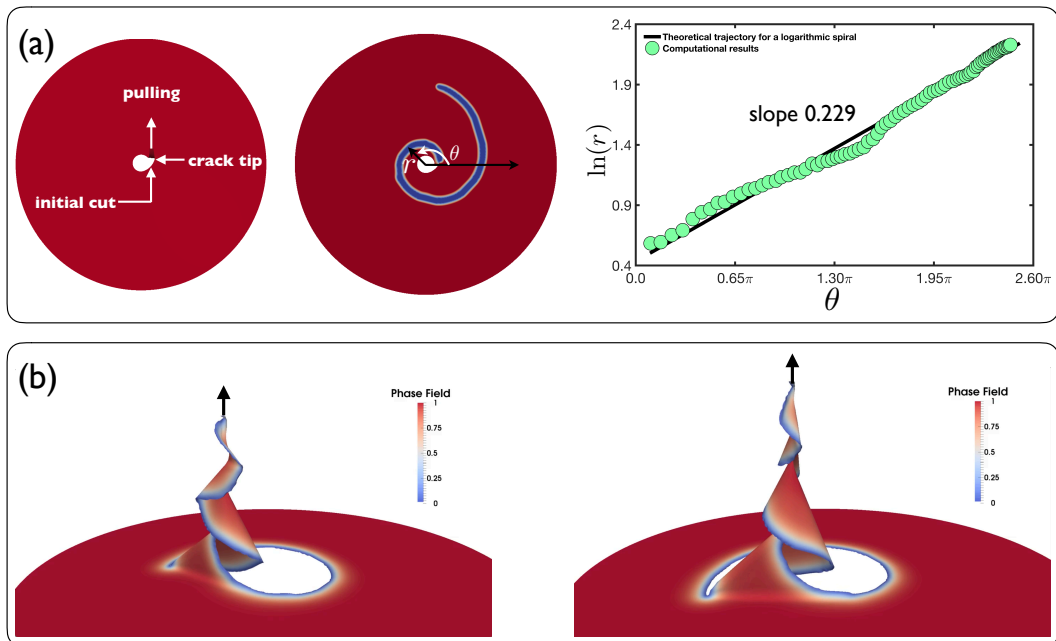 (a)
pulling
crack tip
initial cut
r
θ
2.4
1.9
1.4
0.9
0.4
ln(r)
Theoretical trajectory for a logarithmic spiral
Computational results
slope 0.229
0.0
0.65π
1.30π
1.95π
2.60π
θ
(b)
Phase Field
1
0.75
0.5
0.25
0
Phase Field
1
0.75
0.5
0.25
0